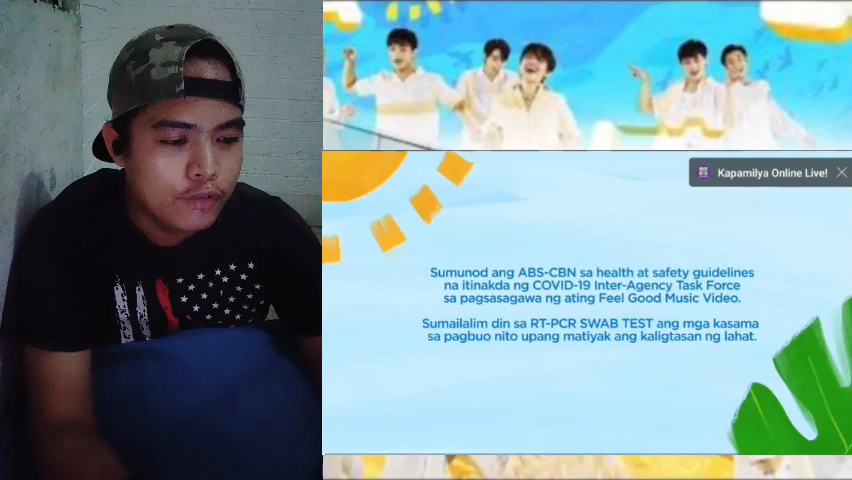 Kapamilya Online Live!
Sumunod ang ABS-CBN sa health at safety guidelines
na itinakda ng COVID-19 Inter-Agency Task Force
sa pagsasagawa ng ating Feel Good Music Video.
Sumailalim din sa RT-PCR SWAB TEST ang mga kasama
sa pagbuo nito upang matiyak ang kaligtasan ng lahat.